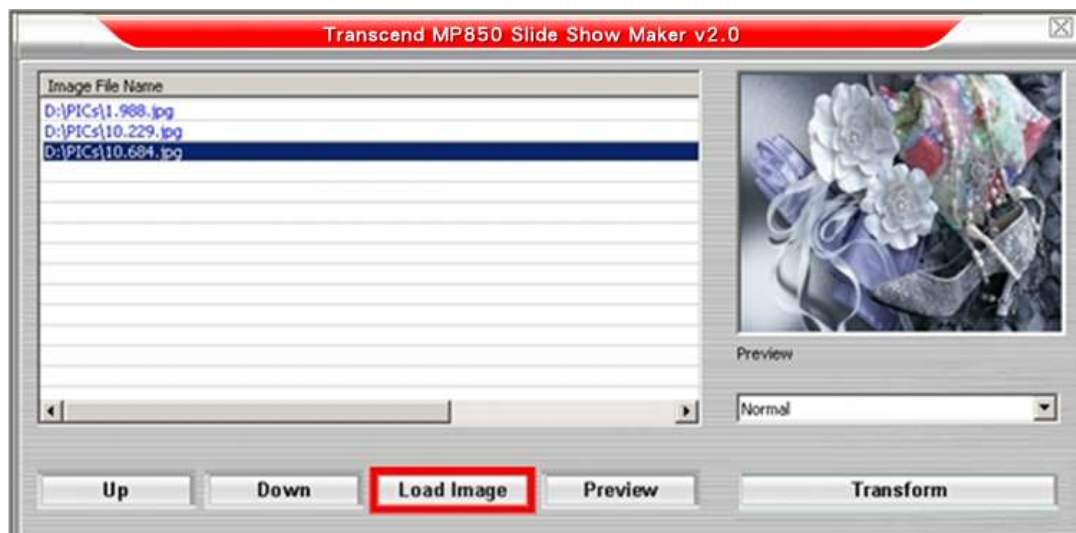 Transcend MP850 Slide Show Maker v2.0
Image File Name
D:\PICs\1.988.jpg
D:\PICs\10.229.jpg
D:\PICs\10.684.jpg
Preview
Normal
Up Down Load Image Preview Transform